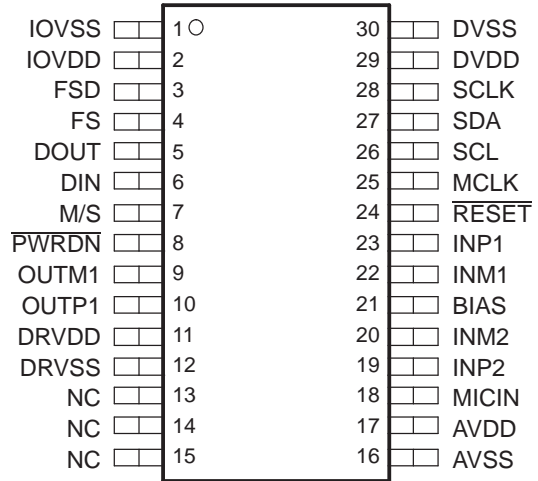 IOVSS 1 30 DVSS
IOVDD 2 29 DVDD
FSD 3 28 SCLK
FS 4 27 SDA
DOUT 5 26 SCL
DIN 6 25 MCLK
M/S 7 24 RESET
PWRDN 8 23 INP1
OUTM1 9 22 INM1
OUTP1 10 21 BIAS
DRVDD 11 20 INM2
DRVSS 12 19 INP2
NC 13 18 MICIN
NC 14 17 AVDD
NC 15 16 AVSS